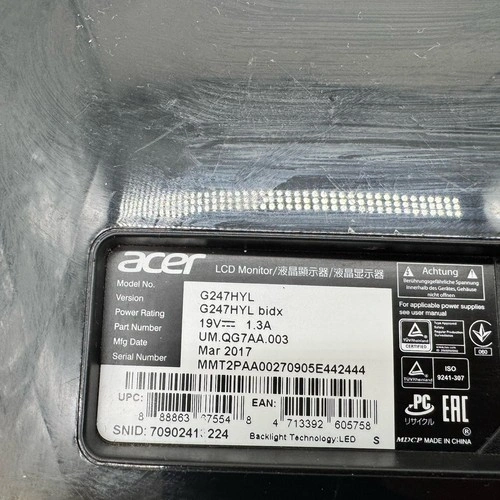 acer
LCD Monitor/液晶顯示器/液晶显示器
Model No. G247HYL
Version G247HYL bidx
Power Rating 19V⎓ 1.3A
Part Number UM.QG7AA.003
Mfg Date Mar 2017
Serial Number MMT2PAA00270905E442444
UPC: 8 88863 37554 8
EAN: 4 713392 605758
SNID: 7090241 224
Backlight Technology:LED S
Achtung
Berührungsgefährliche Spannung
innerhalb des Gerätes, Gehäuse
nicht öffnen
For applicable power supplies
see user manual
CERTIFIED
TÜVRheinland
ISO
9241-307
PC
リサイクル
EAC
MDCP MADE IN CHINA